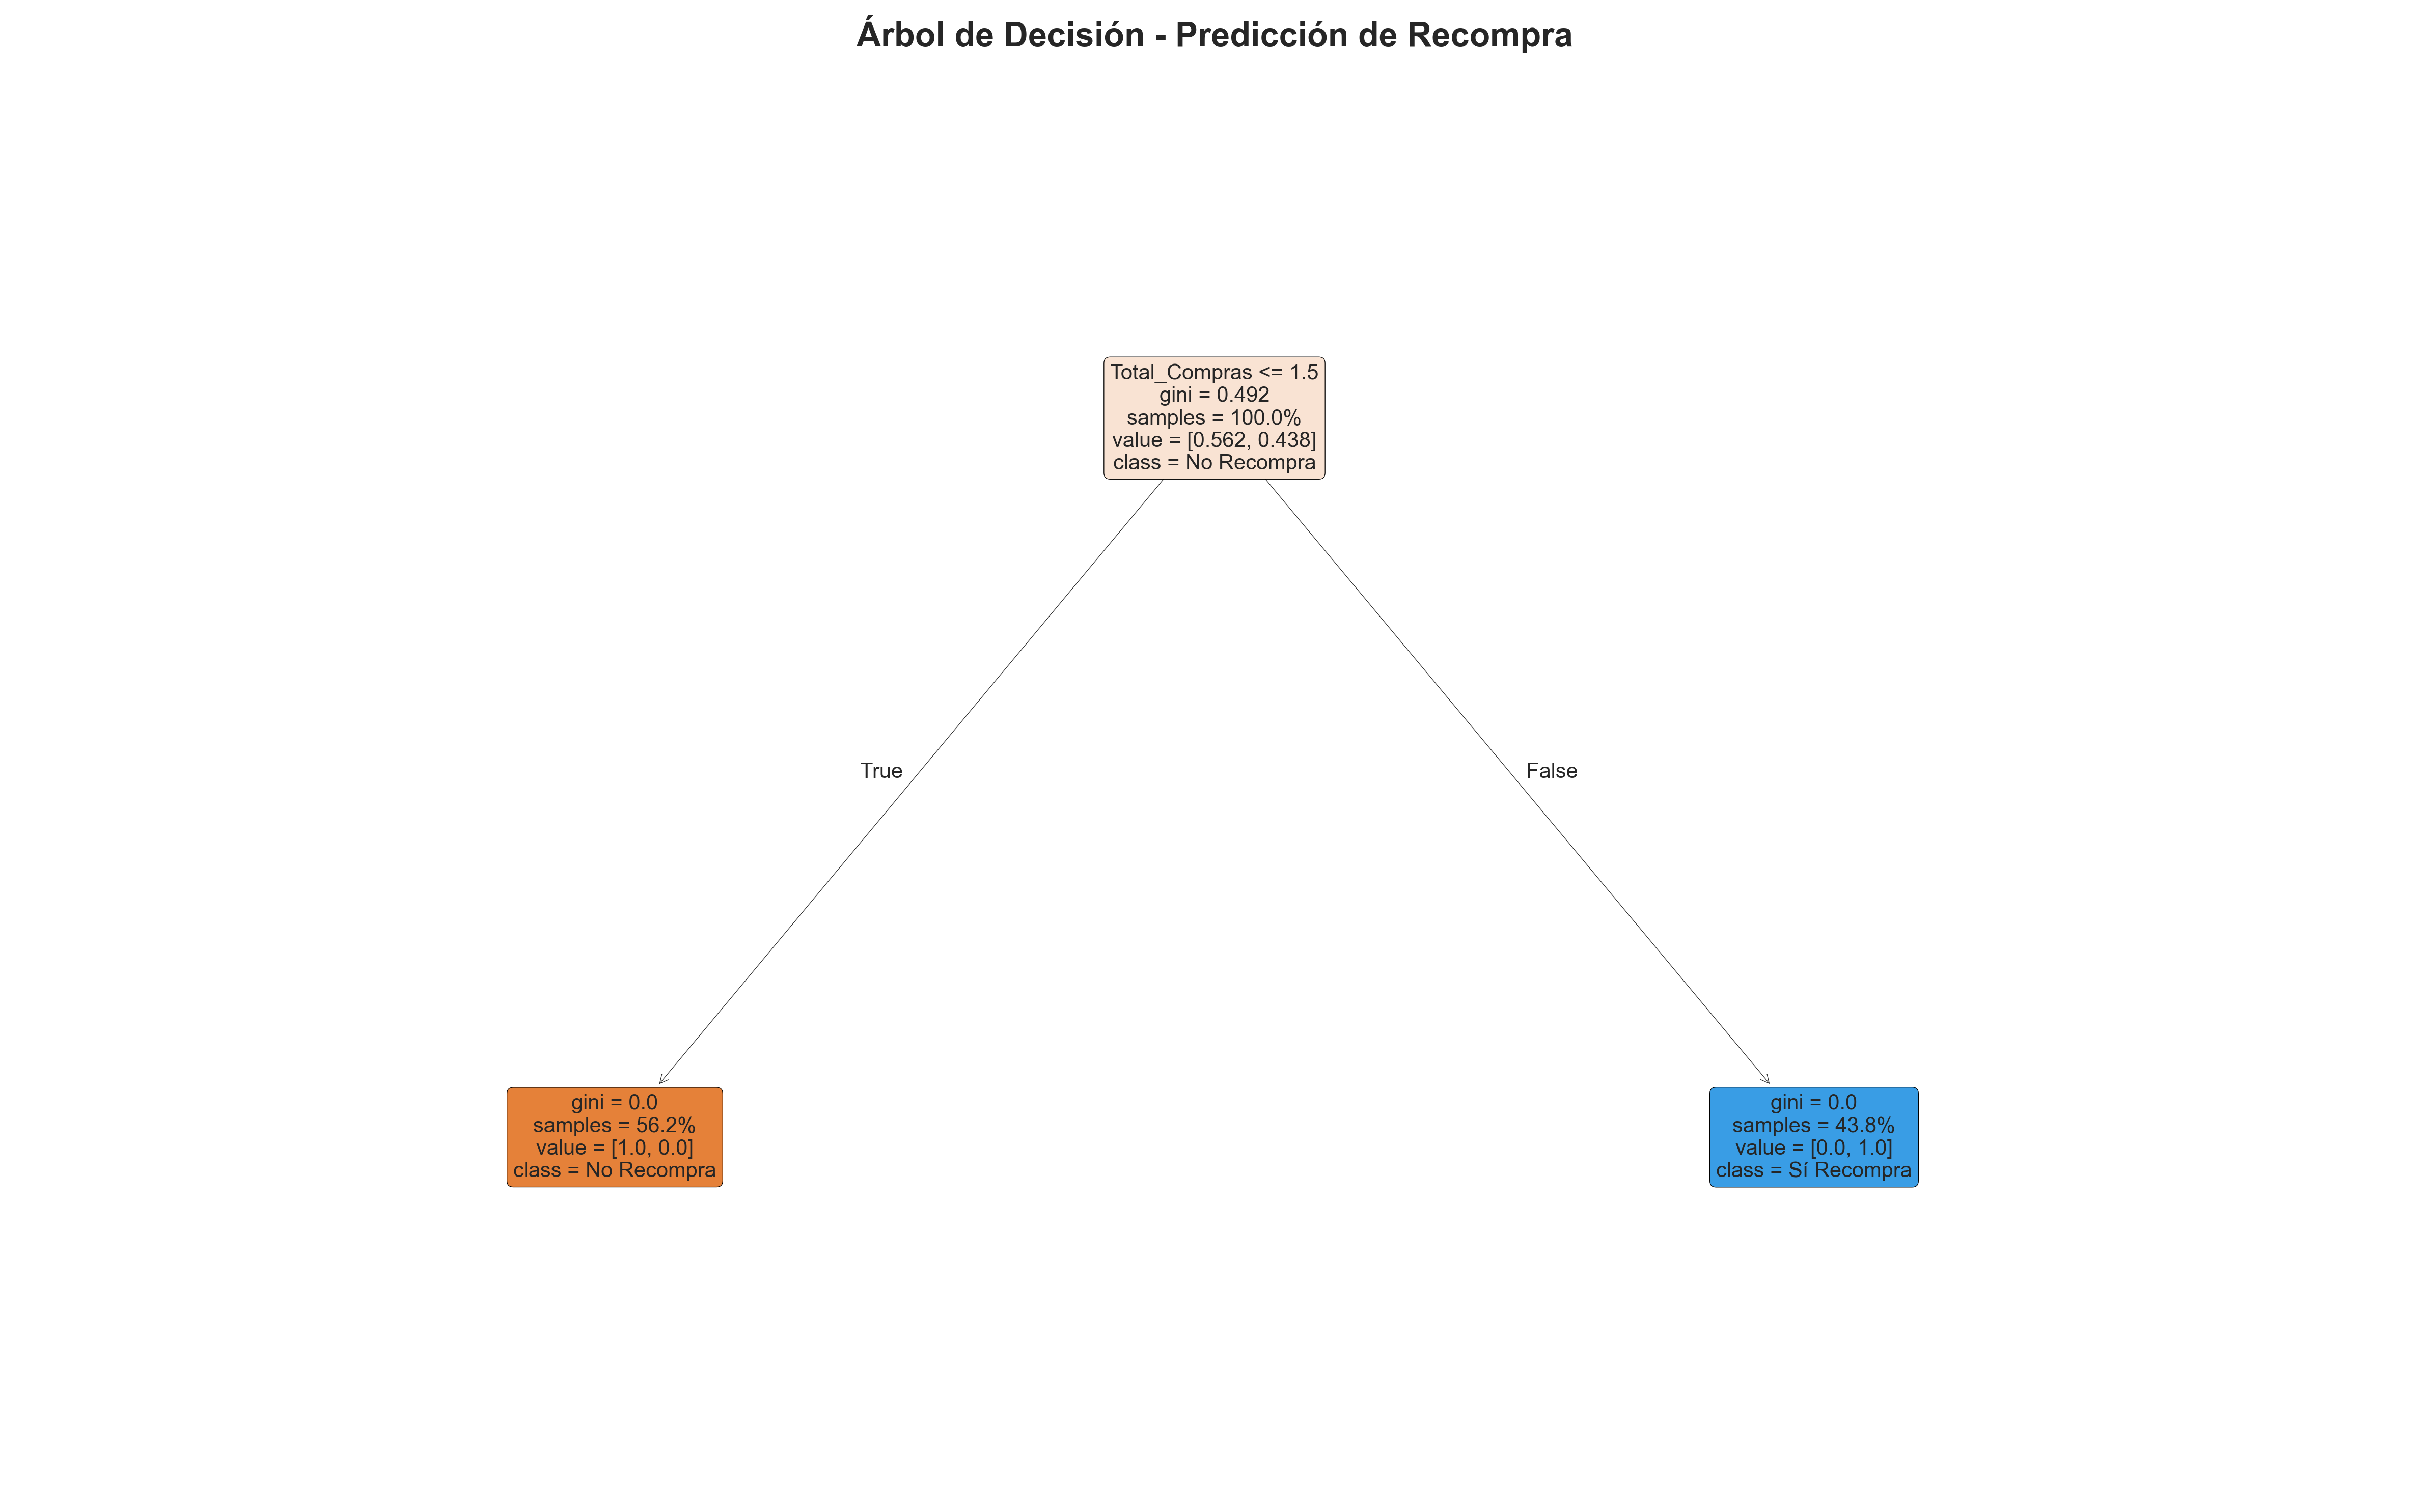 Árbol de Decisión - Predicción de Recompra
Total_Compras <= 1.5
gini = 0.492
samples = 100.0%
value = [0.562, 0.438]
class = No Recompra
True
False
gini = 0.0
samples = 56.2%
value = [1.0, 0.0]
class = No Recompra
gini = 0.0
samples = 43.8%
value = [0.0, 1.0]
class = Sí Recompra